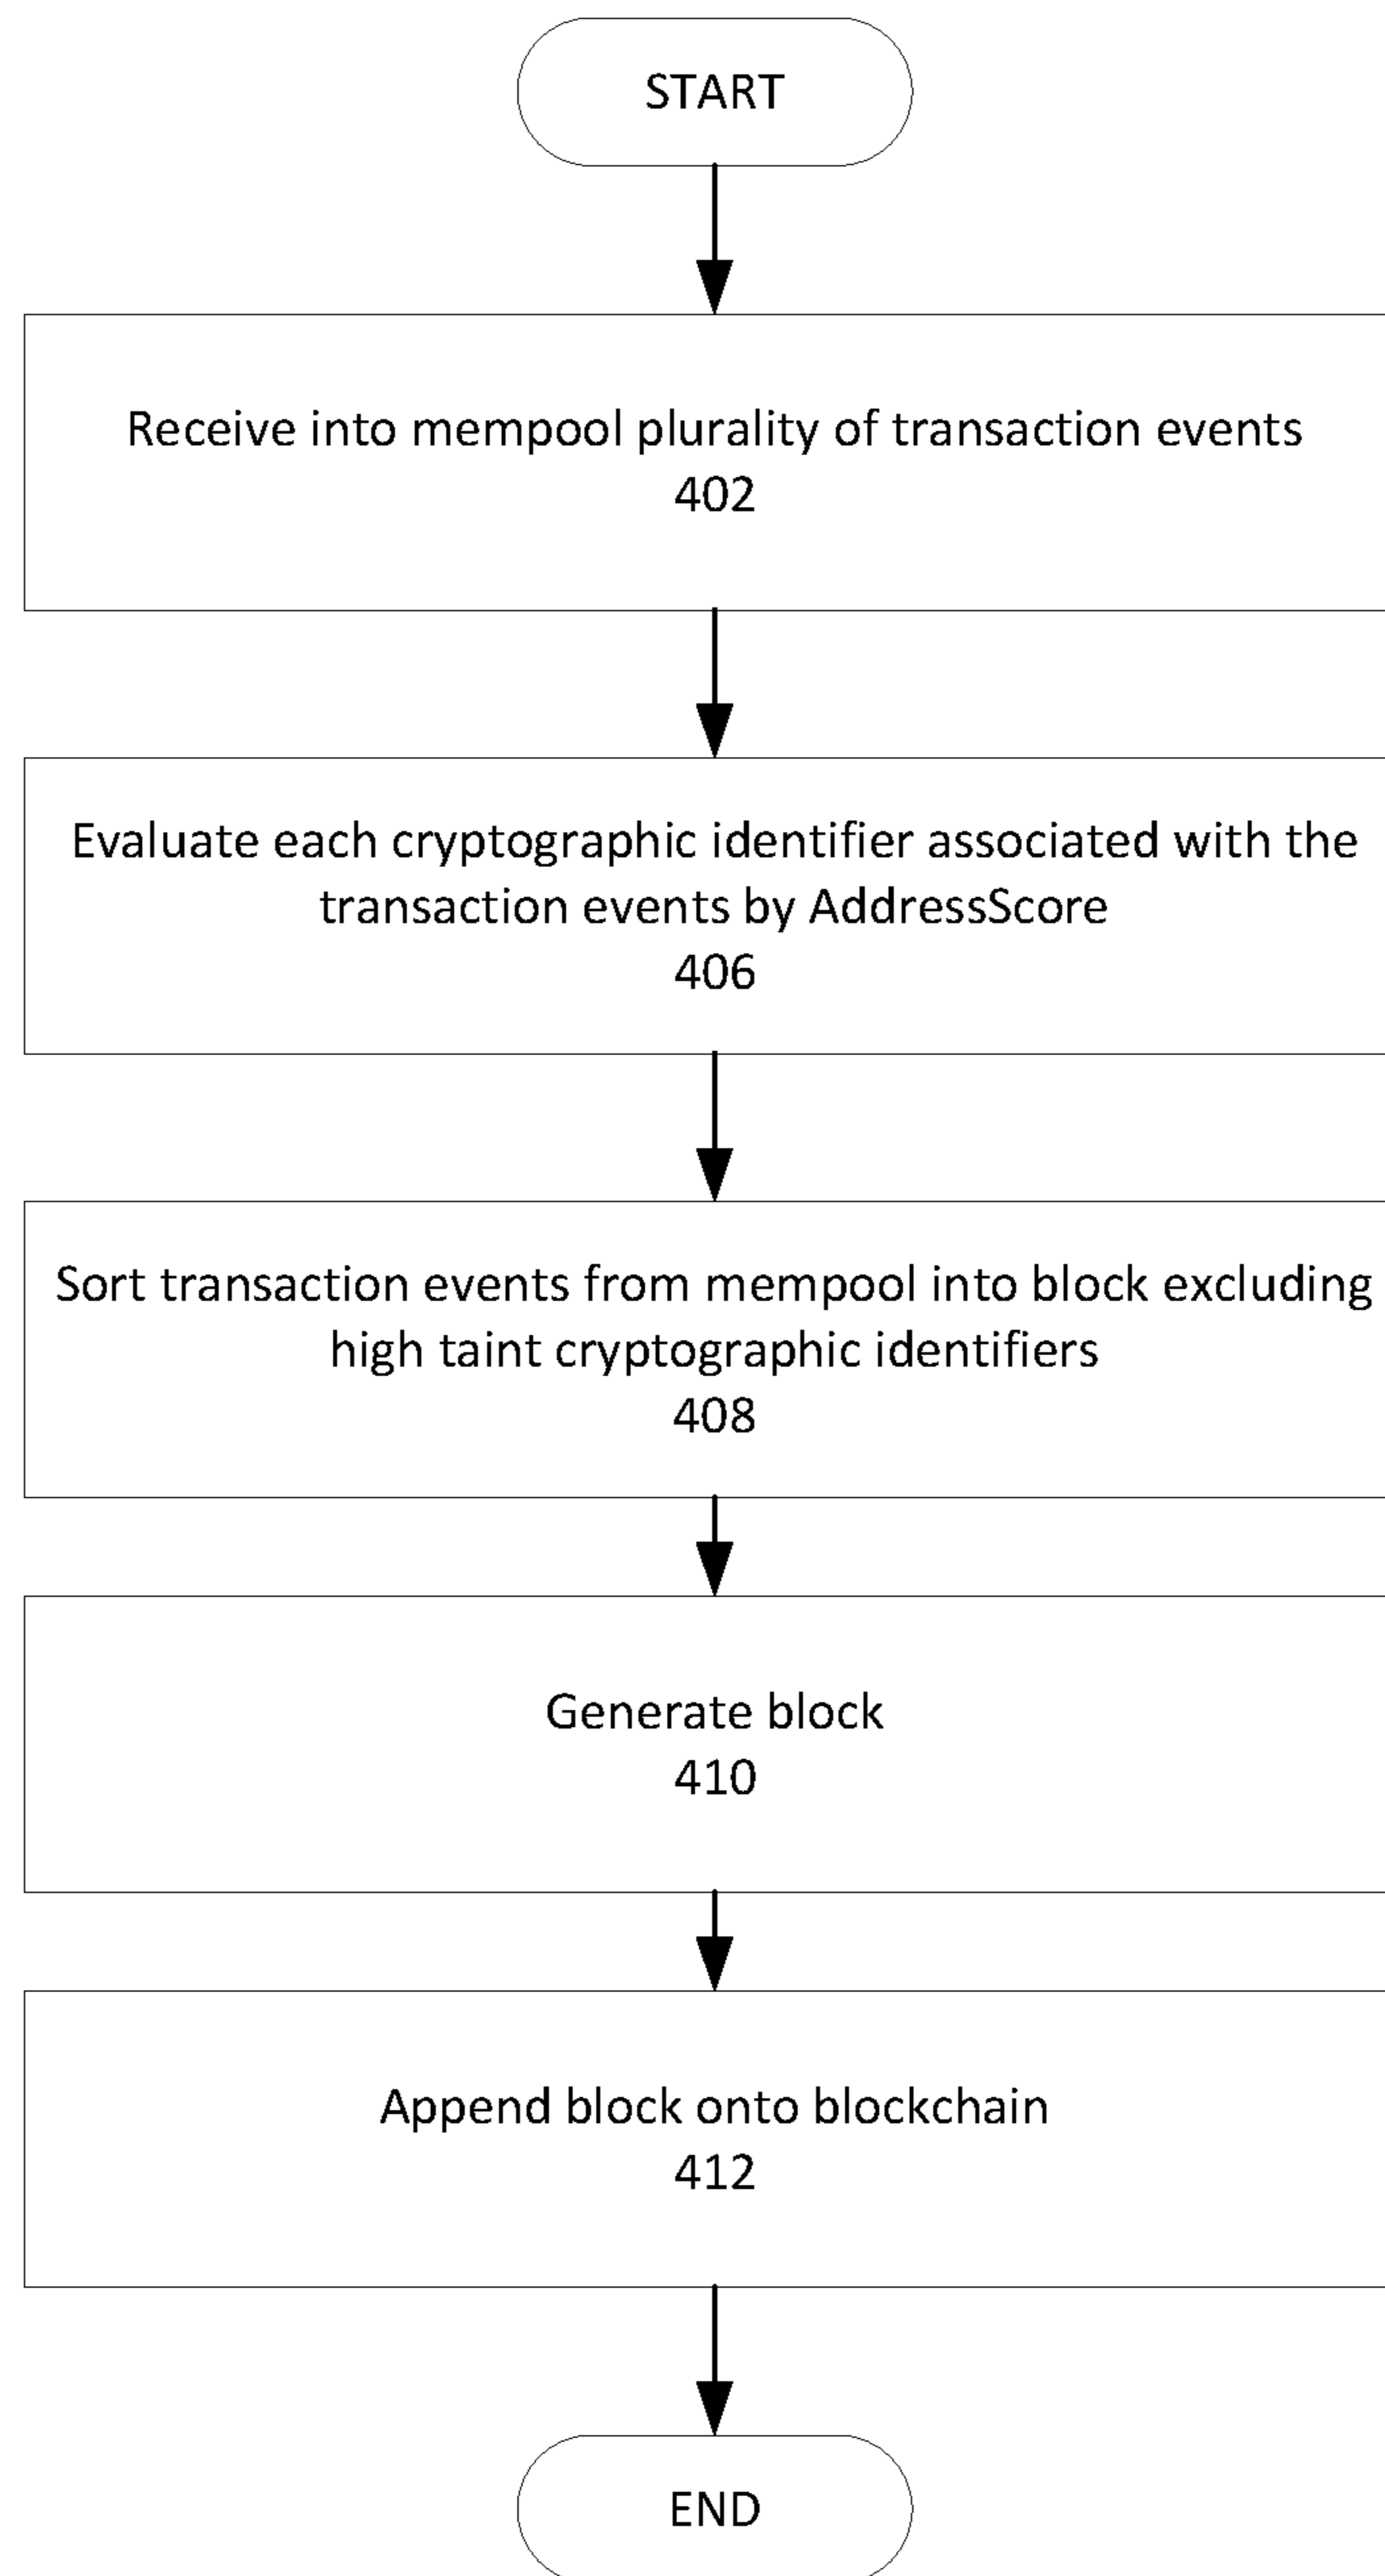 START
Receive into mempool plurality of transaction events
402
Evaluate each cryptographic identifier associated with the
transaction events by AddressScore
406
Sort transaction events from mempool into block excluding
high taint cryptographic identifiers
408
Generate block
410
Append block onto blockchain
412
END